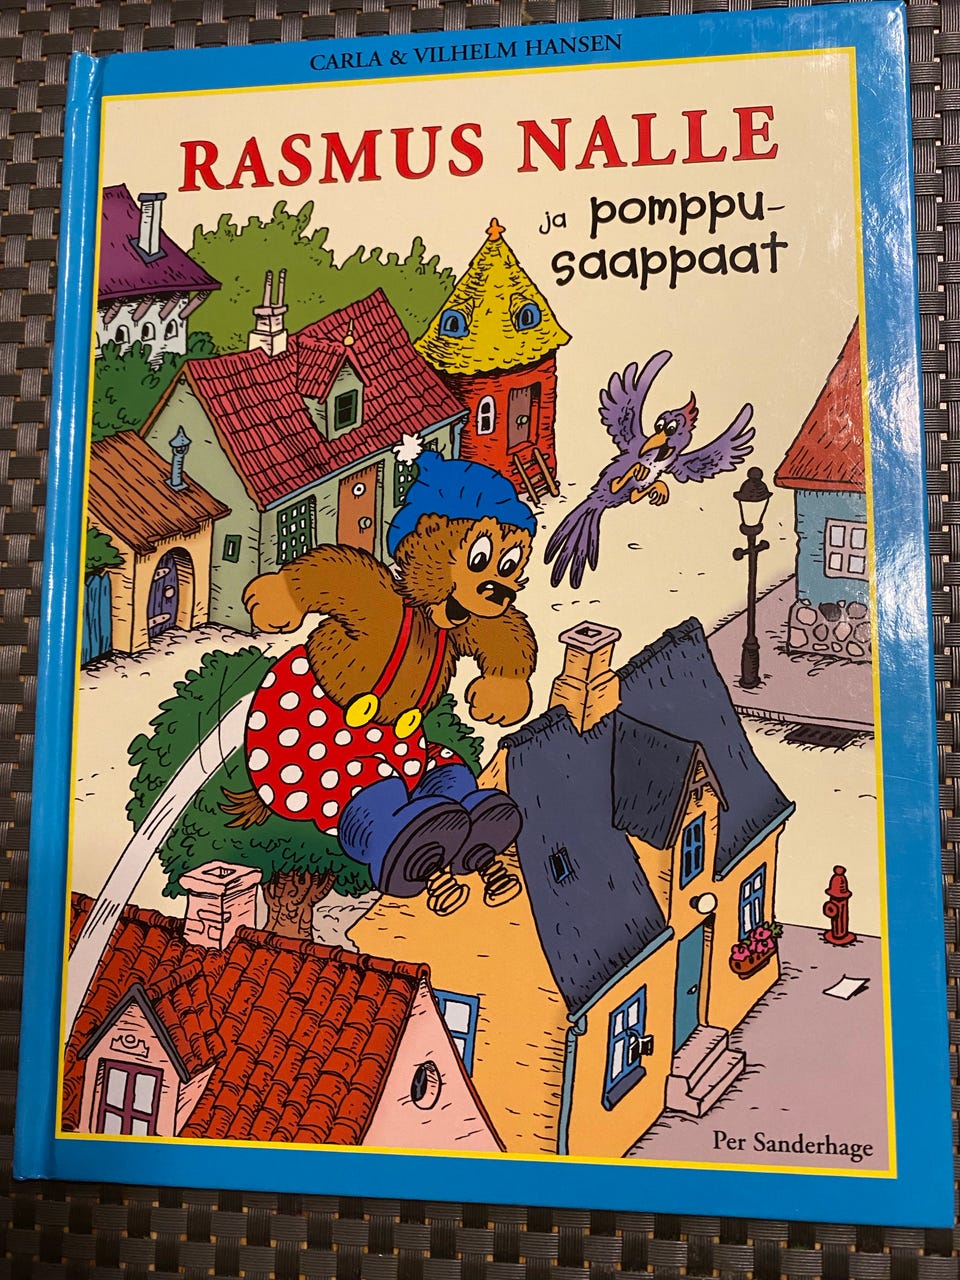 CARLA & VILHELM HANSEN
RASMUS NALLE
ja pomppu-
saappaat
Per Sanderhage